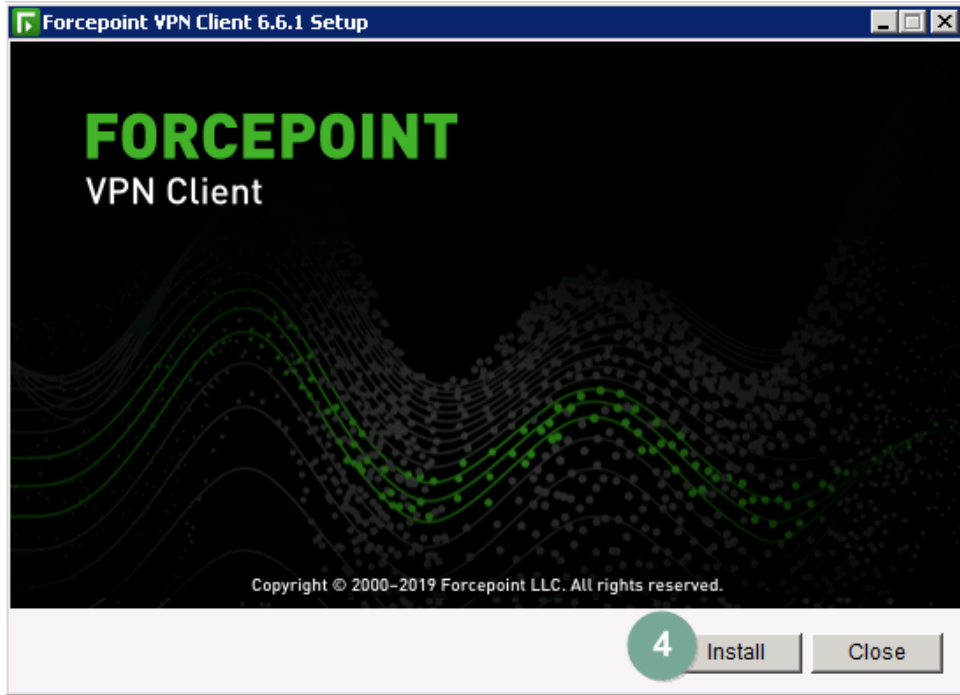 Forcepoint VPN Client 6.6.1 Setup
FORCEPOINT
VPN Client
Copyright © 2000–2019 Forcepoint LLC. All rights reserved.
4 Install Close